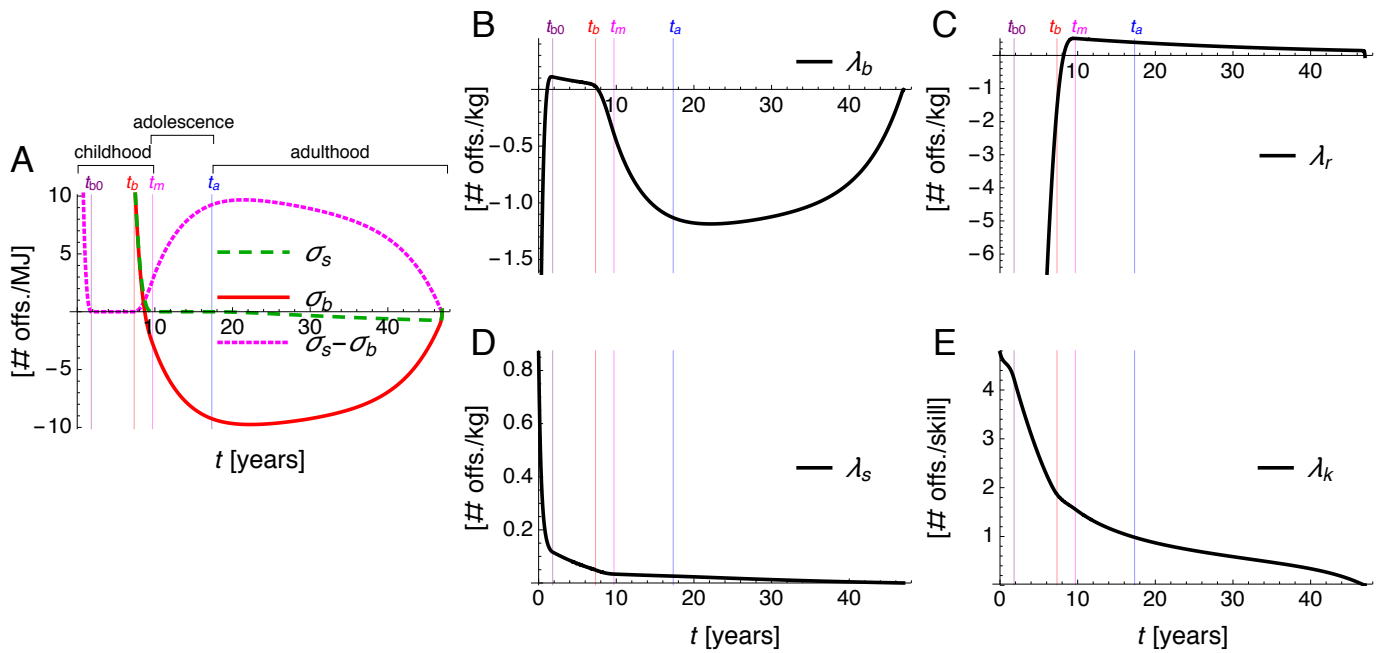 A
adolescence
childhood
adulthood
t_b0 t_b t_m t_a
10
5
−5
−10
10 20 30 40
σ_s
σ_b
σ_s−σ_b
[# offs./MJ]
t [years]
B
t_b0 t_b t_m t_a
λ_b
10 20 30 40
−0.5
−1.0
−1.5
[# offs./kg]
C
t_b0 t_b t_m t_a
10 20 30 40
−1
−2
−3
−4
−5
−6
λ_r
[# offs./kg]
D
0.8
0.6
0.4
0.2
λ_s
[# offs./kg]
0 10 20 30 40
t [years]
E
4
3
2
1
λ_k
[# offs./skill]
0 10 20 30 40
t [years]